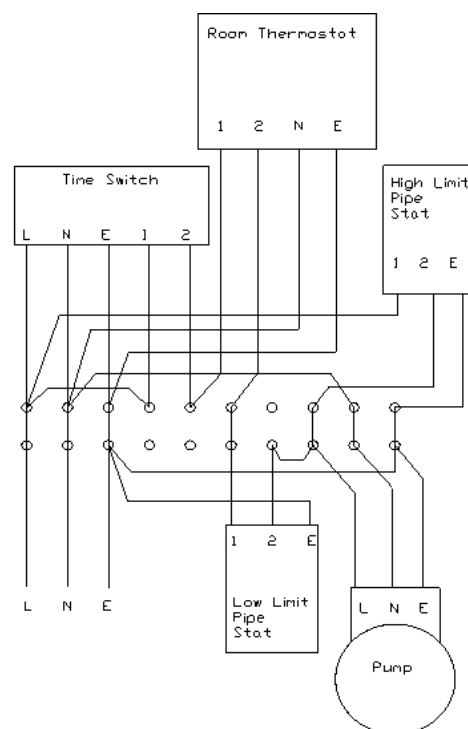 Room Thermostat
1 2 N E
Time Switch
L N E 1 2
High Limit
Pipe
Stat
1 2 E
1 2 E
L N E
Low Limit
Pipe
Stat
L N E
Pump